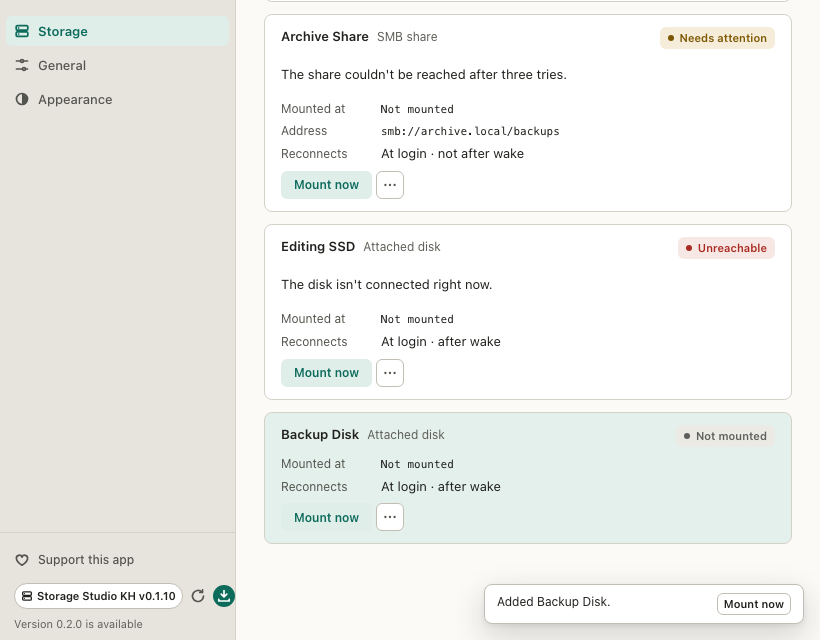 Storage
General
Appearance
Archive Share SMB share
Needs attention
The share couldn't be reached after three tries.
Mounted at Not mounted
Address smb://archive.local/backups
Reconnects At login · not after wake
Mount now ···
Editing SSD Attached disk
Unreachable
The disk isn't connected right now.
Mounted at Not mounted
Reconnects At login · after wake
Mount now ···
Backup Disk Attached disk
Not mounted
Mounted at Not mounted
Reconnects At login · after wake
Mount now ···
Support this app
Storage Studio KH v0.1.10
Version 0.2.0 is available
Added Backup Disk. Mount now